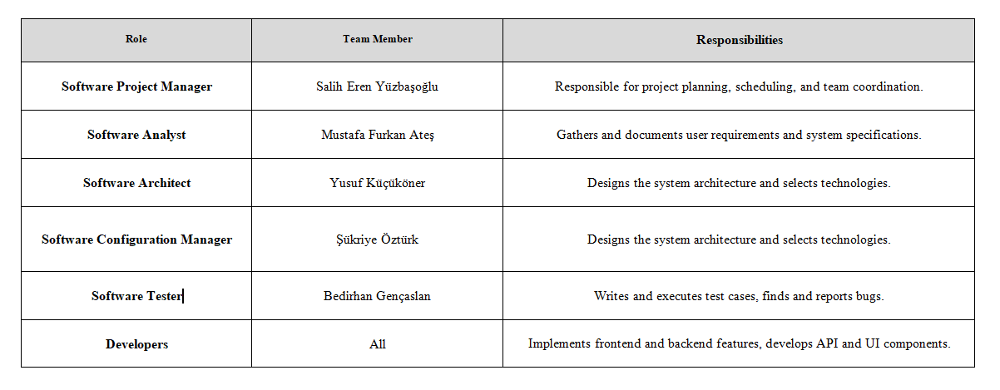 Role Team Member Responsibilities
Software Project Manager Salih Eren Yüzbaşoğlu Responsible for project planning, scheduling, and team coordination.
Software Analyst Mustafa Furkan Ateş Gathers and documents user requirements and system specifications.
Software Architect Yusuf Küçüköner Designs the system architecture and selects technologies.
Software Configuration Manager Şükriye Öztürk Designs the system architecture and selects technologies.
Software Tester Bedirhan Gençaslan Writes and executes test cases, finds and reports bugs.
Developers All Implements frontend and backend features, develops API and UI components.